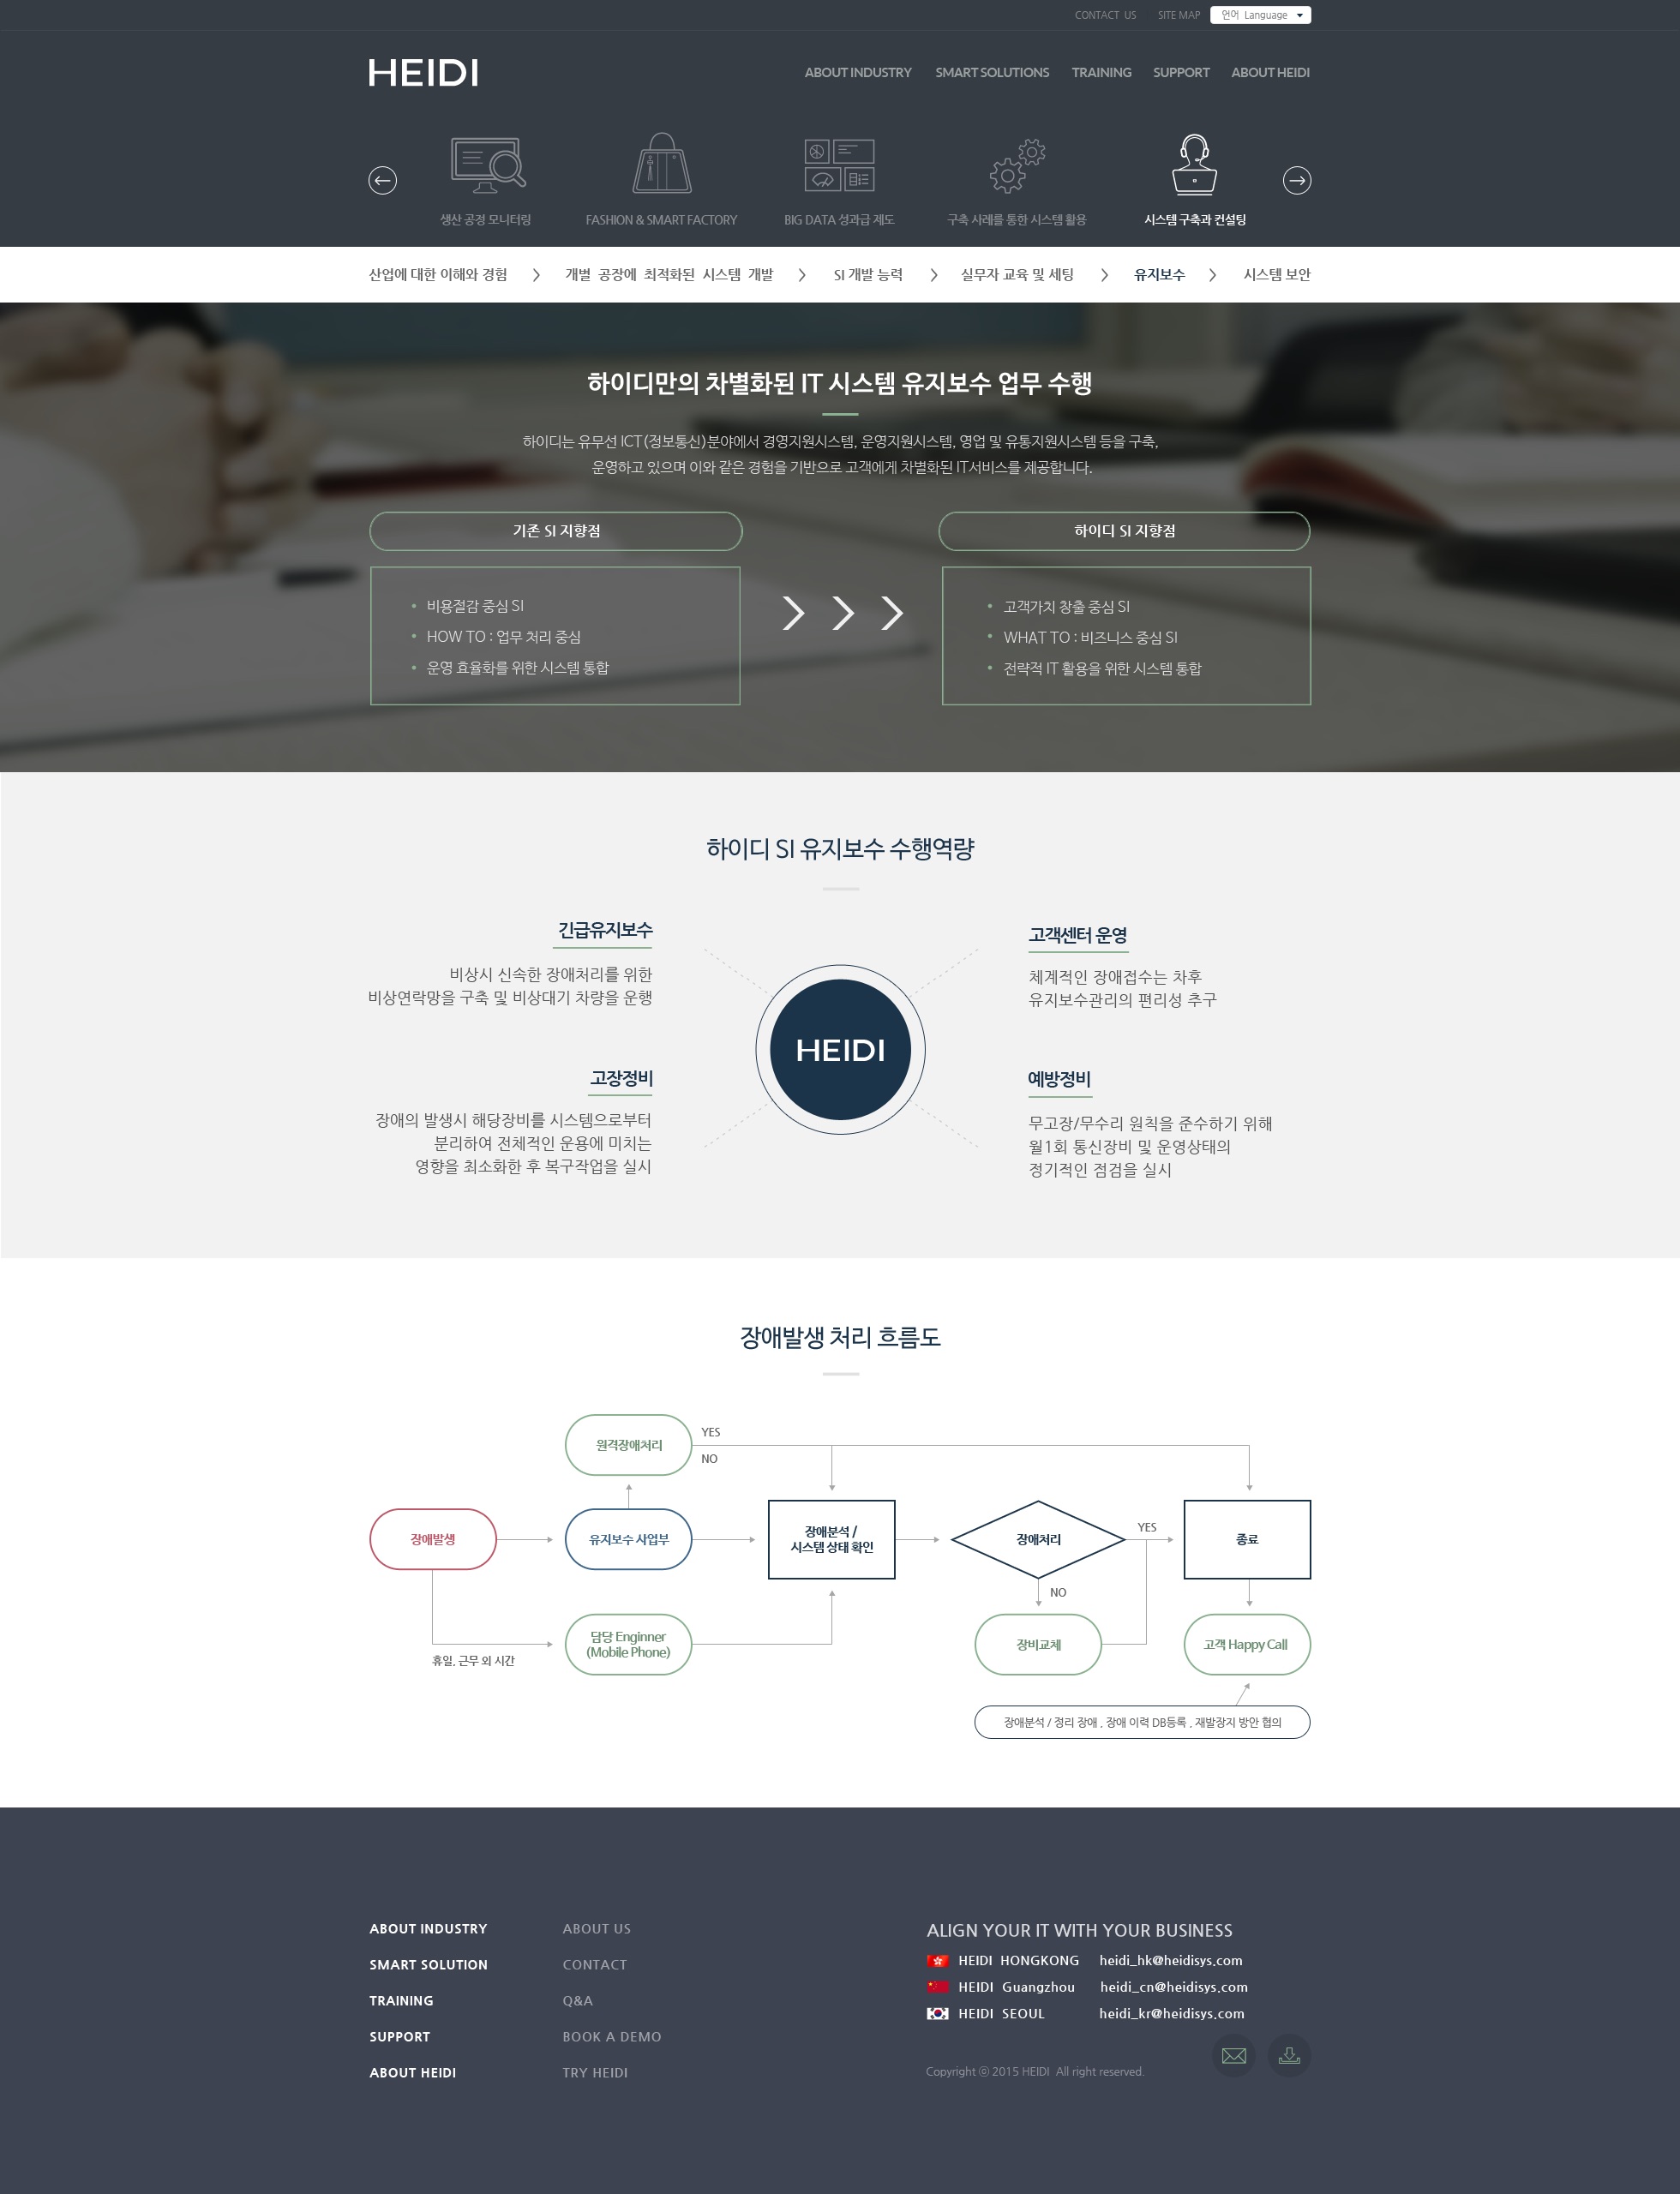 CONTACT US
SITE MAP
언어 Language
HEIDI
ABOUT INDUSTRY
SMART SOLUTIONS
TRAINING
SUPPORT
ABOUT HEIDI
생산 공정 모니터링
FASHION & SMART FACTORY
BIG DATA 성과급 제도
구축 사례를 통한 시스템 활용
시스템 구축과 컨설팅
산업에 대한 이해와 경험
개별 공장에 최적화된 시스템 개발
SI 개발 능력
실무자 교육 및 세팅
유지보수
시스템 보안
하이디만의 차별화된 IT 시스템 유지보수 업무 수행
하이디는 유무선 ICT(정보통신)분야에서 경영지원시스템, 운영지원시스템, 영업 및 유통지원시스템 등을 구축,
운영하고 있으며 이와 같은 경험을 기반으로 고객에게 차별화된 IT서비스를 제공합니다.
기존 SI 지향점
비용절감 중심 SI
HOW TO : 업무 처리 중심
운영 효율화를 위한 시스템 통합
하이디 SI 지향점
고객가치 창출 중심 SI
WHAT TO : 비즈니스 중심 SI
전략적 IT 활용을 위한 시스템 통합
하이디 SI 유지보수 수행역량
긴급유지보수
비상시 신속한 장애처리를 위한
비상연락망을 구축 및 비상대기 차량을 운행
고객센터 운영
체계적인 장애접수는 차후
유지보수관리의 편리성 추구
HEIDI
고장정비
장애의 발생시 해당장비를 시스템으로부터
분리하여 전체적인 운용에 미치는
영향을 최소화한 후 복구작업을 실시
예방정비
무고장/무수리 원칙을 준수하기 위해
월1회 통신장비 및 운영상태의
정기적인 점검을 실시
장애발생 처리 흐름도
원격장애처리
YES
NO
장애발생
유지보수 사업부
장애분석 /
시스템 상태 확인
장애처리
YES
종료
NO
휴일, 근무 외 시간
담당 Enginner
(Mobile Phone)
장비교체
고객 Happy Call
장애분석 / 정리 장애 , 장애 이력 DB등록 , 재발장지 방안 협의
ABOUT INDUSTRY
SMART SOLUTION
TRAINING
SUPPORT
ABOUT HEIDI
ABOUT US
CONTACT
Q&A
BOOK A DEMO
TRY HEIDI
ALIGN YOUR IT WITH YOUR BUSINESS
HEIDI HONGKONG heidi_hk@heidisys.com
HEIDI Guangzhou heidi_cn@heidisys.com
HEIDI SEOUL heidi_kr@heidisys.com
Copyright ⓒ 2015 HEIDI All right reserved.